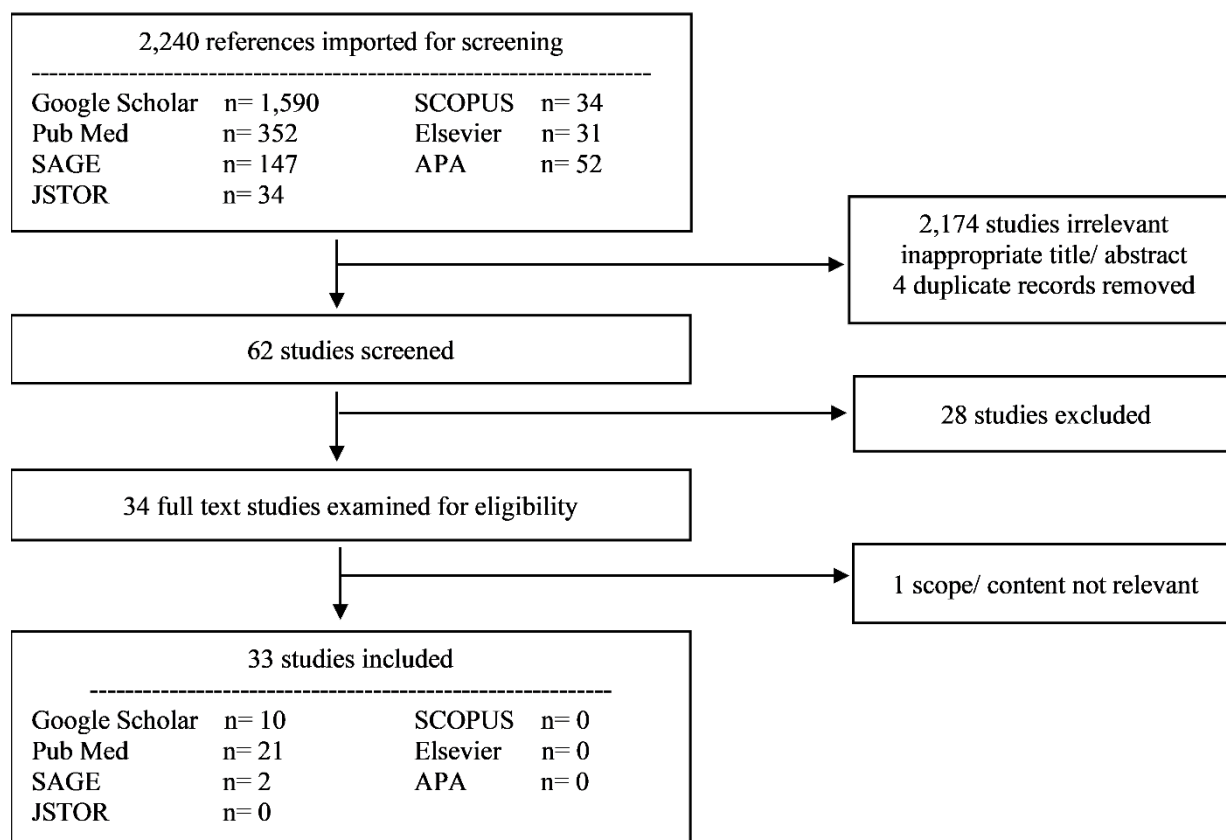 2,240 references imported for screening
-----------------------------------------------------------------------
Google Scholar n= 1,590 SCOPUS n= 34
Pub Med n= 352 Elsevier n= 31
SAGE n= 147 APA n= 52
JSTOR n= 34
2,174 studies irrelevant
inappropriate title/ abstract
4 duplicate records removed
62 studies screened
28 studies excluded
34 full text studies examined for eligibility
1 scope/ content not relevant
33 studies included
-----------------------------------------------------------
Google Scholar n= 10 SCOPUS n= 0
Pub Med n= 21 Elsevier n= 0
SAGE n= 2 APA n= 0
JSTOR n= 0